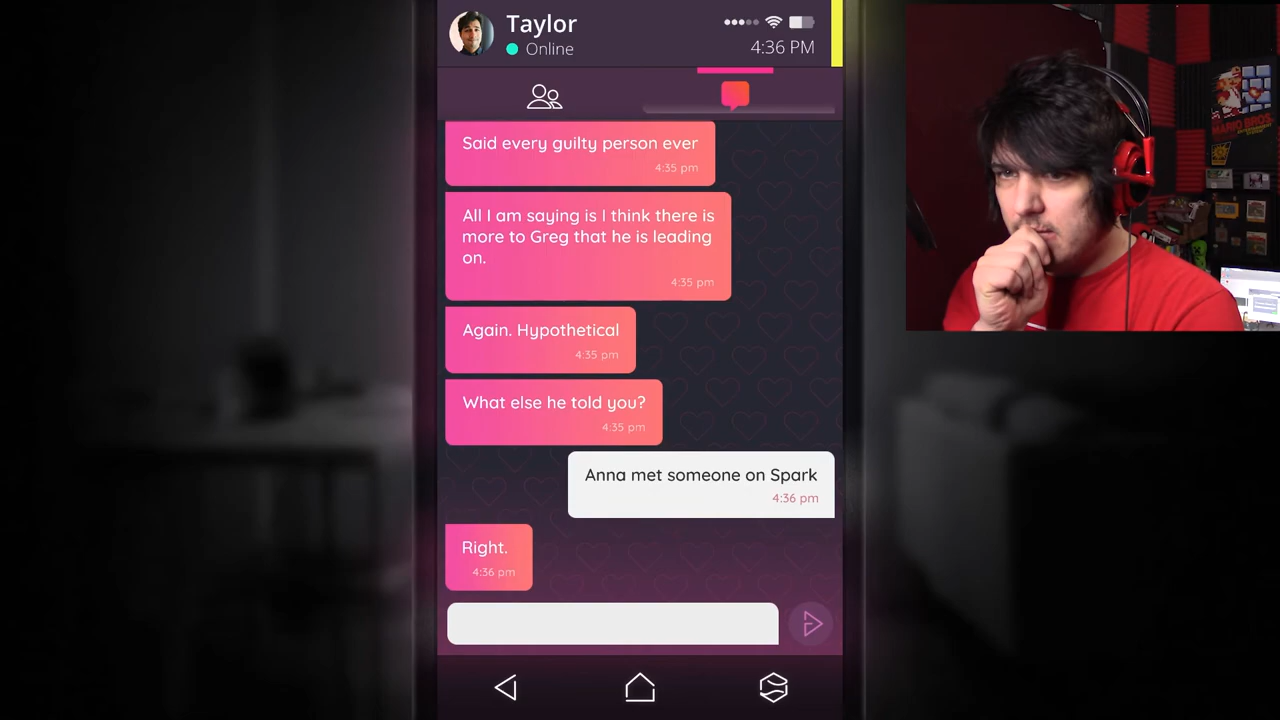 Taylor
Online
4:36 PM
Said every guilty person ever
4:35 pm
All I am saying is I think there is
more to Greg that he is leading
on.
4:35 pm
Again. Hypothetical
4:35 pm
What else he told you?
4:35 pm
Anna met someone on Spark
4:36 pm
Right.
4:36 pm
MARIO BROS.